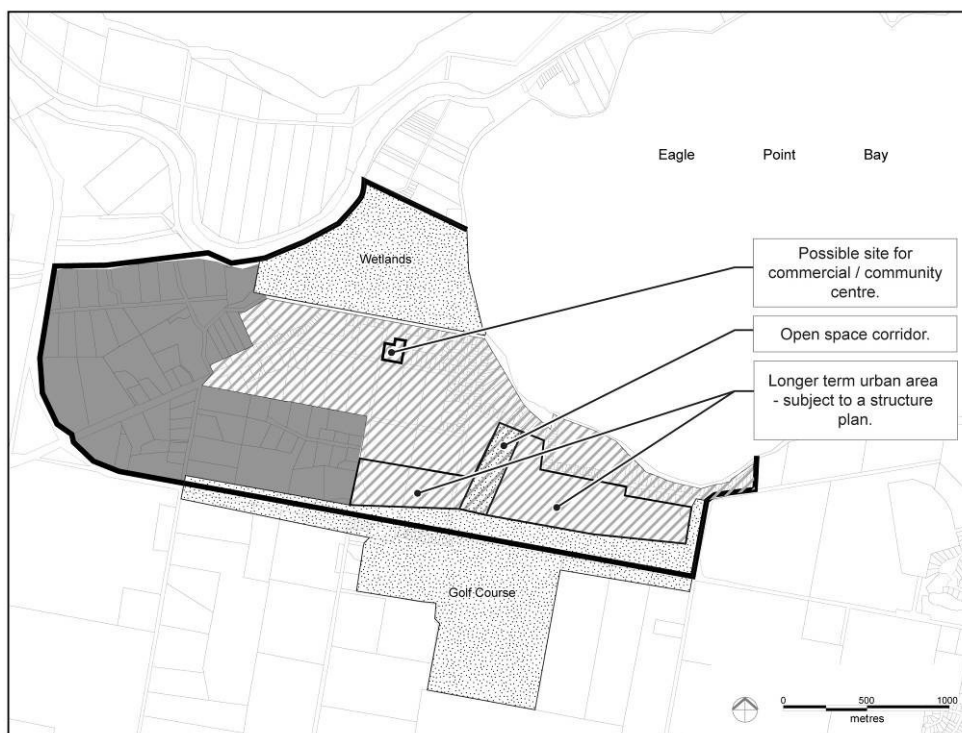 Eagle Point Bay
Wetlands
Possible site for
commercial / community
centre.
Open space corridor.
Longer term urban area
- subject to a structure
plan.
Golf Course
0 500 1000
metres